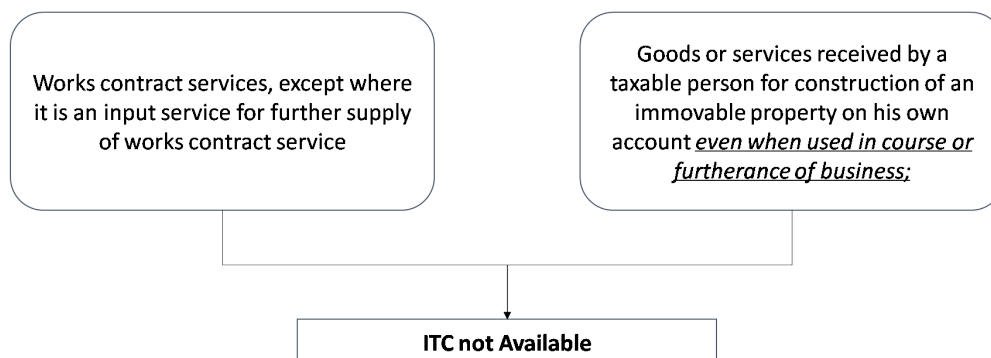 Works contract services, except where
it is an input service for further supply
of works contract service
Goods or services received by a
taxable person for construction of an
immovable property on his own
account even when used in course or
furtherance of business;
ITC not Available